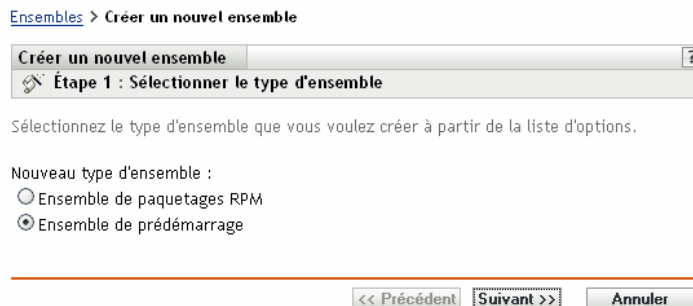 Ensembles > Créer un nouvel ensemble
Créer un nouvel ensemble
?
Étape 1 : Sélectionner le type d'ensemble
Sélectionnez le type d'ensemble que vous voulez créer à partir de la liste d'options.
Nouveau type d'ensemble :
Ensemble de paquetages RPM
Ensemble de prédémarrage
<< Précédent Suivant >> Annuler